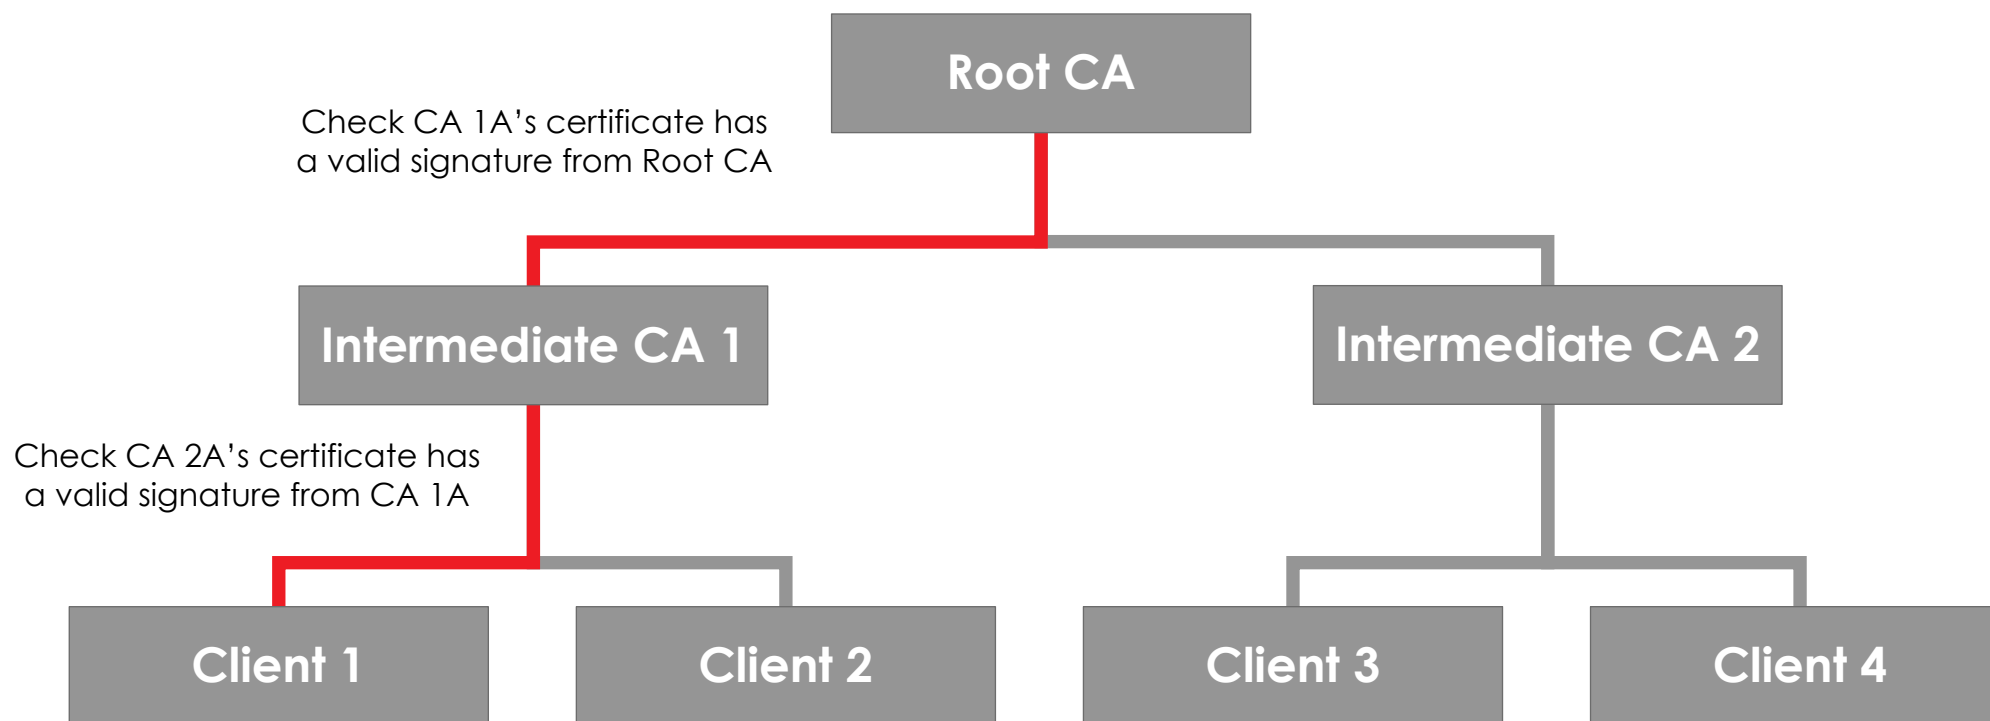 Root CA
Check CA 1A’s certificate has
a valid signature from Root CA
Intermediate CA 1
Intermediate CA 2
Check CA 2A’s certificate has
a valid signature from CA 1A
Client 1
Client 2
Client 3
Client 4